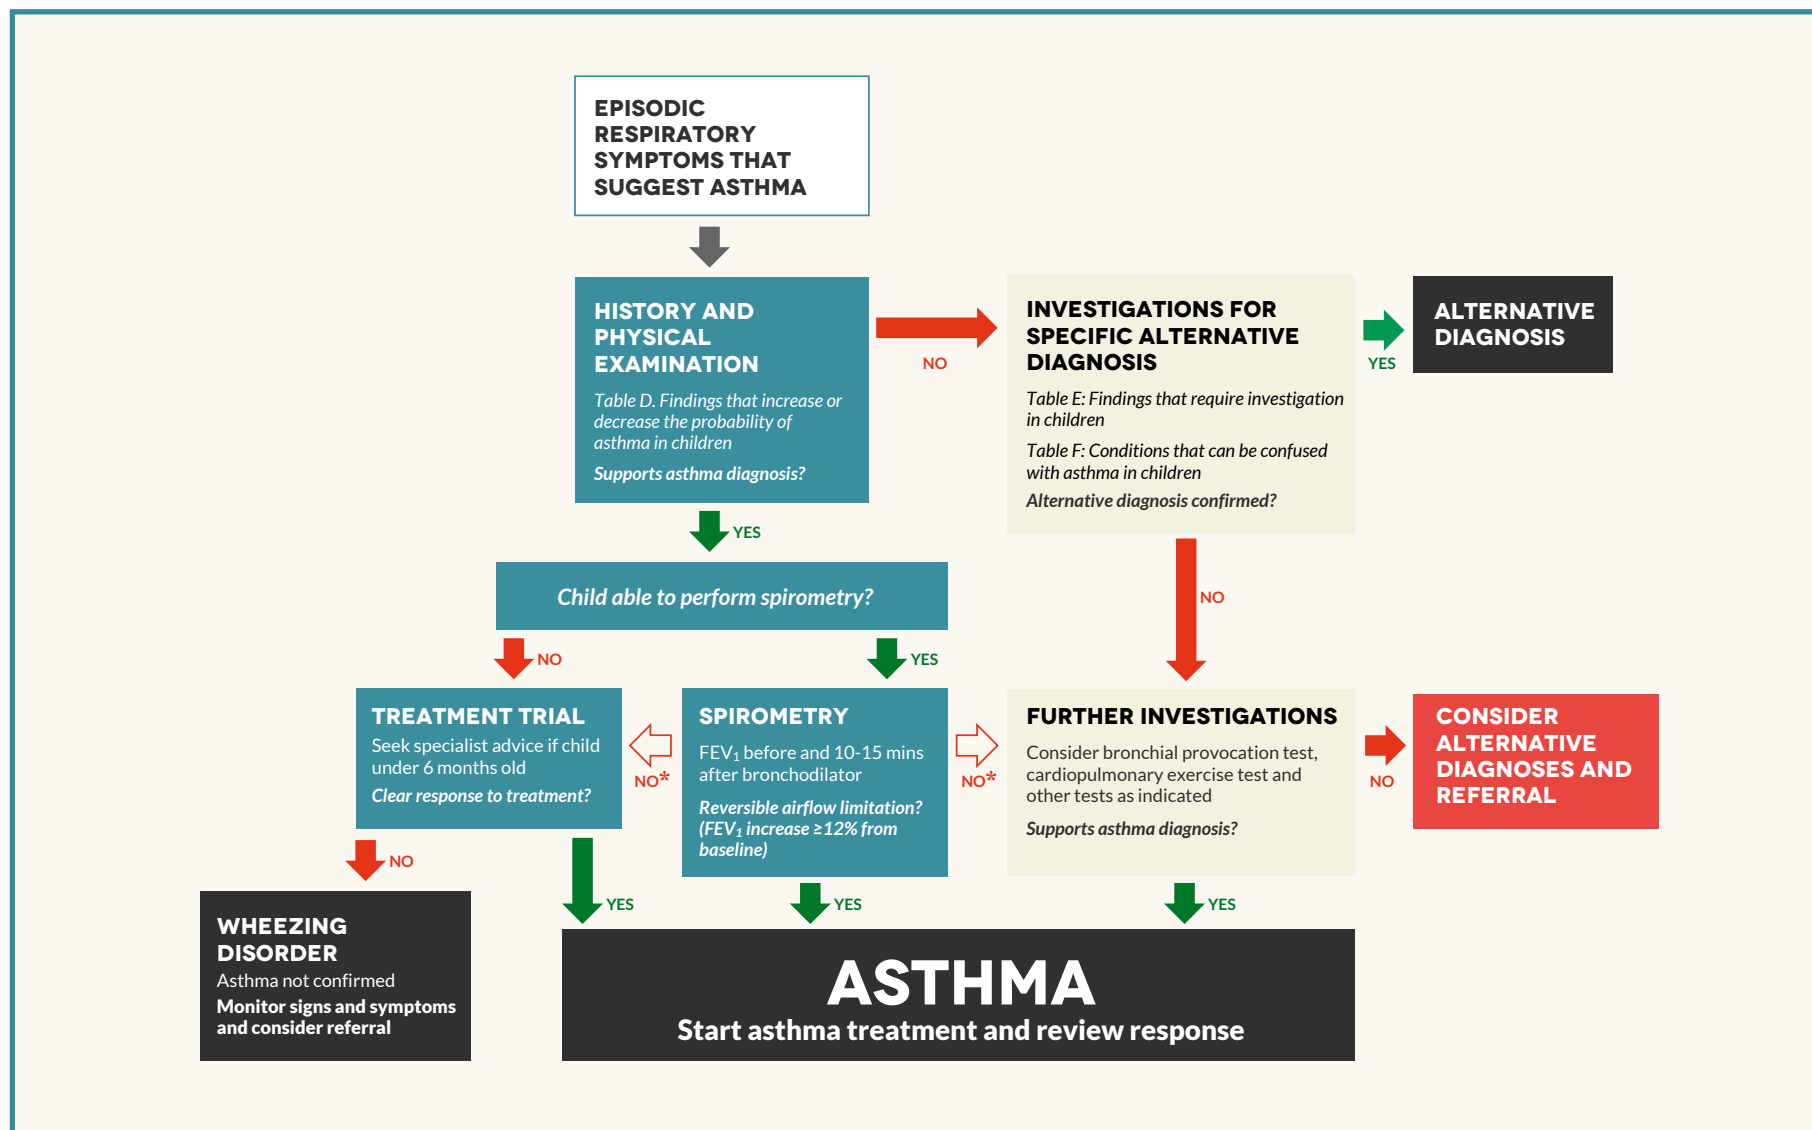 EPISODIC
RESPIRATORY
SYMPTOMS THAT
SUGGEST ASTHMA
HISTORY AND
PHYSICAL
EXAMINATION
Table D. Findings that increase or
decrease the probability of
asthma in children
Supports asthma diagnosis?
NO
INVESTIGATIONS FOR
SPECIFIC ALTERNATIVE
DIAGNOSIS
Table E: Findings that require investigation
in children
Table F: Conditions that can be confused
with asthma in children
Alternative diagnosis confirmed?
YES
ALTERNATIVE
DIAGNOSIS
YES
Child able to perform spirometry?
NO
NO
YES
TREATMENT TRIAL
Seek specialist advice if child
under 6 months old
Clear response to treatment?
NO*
SPIROMETRY
FEV₁ before and 10-15 mins
after bronchodilator
Reversible airflow limitation?
(FEV₁ increase ≥12% from
baseline)
NO*
FURTHER INVESTIGATIONS
Consider bronchial provocation test,
cardiopulmonary exercise test and
other tests as indicated
Supports asthma diagnosis?
NO
CONSIDER
ALTERNATIVE
DIAGNOSES AND
REFERRAL
NO
YES
YES
YES
WHEEZING
DISORDER
Asthma not confirmed
Monitor signs and symptoms
and consider referral
ASTHMA
Start asthma treatment and review response